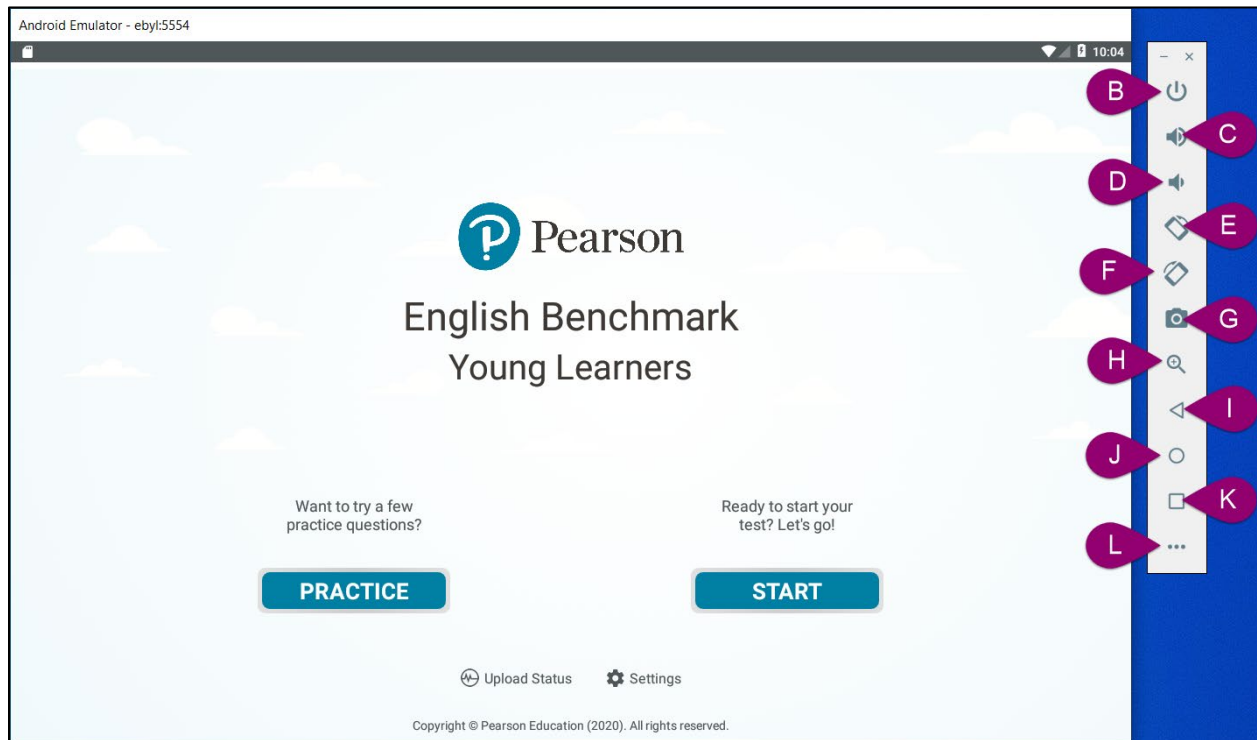 Android Emulator - ebyl:5554
10:04
B
C
D
E
F
G
H
I
J
K
L
Pearson
English Benchmark
Young Learners
Want to try a few
practice questions?
PRACTICE
Ready to start your
test? Let's go!
START
Upload Status
Settings
Copyright © Pearson Education (2020). All rights reserved.